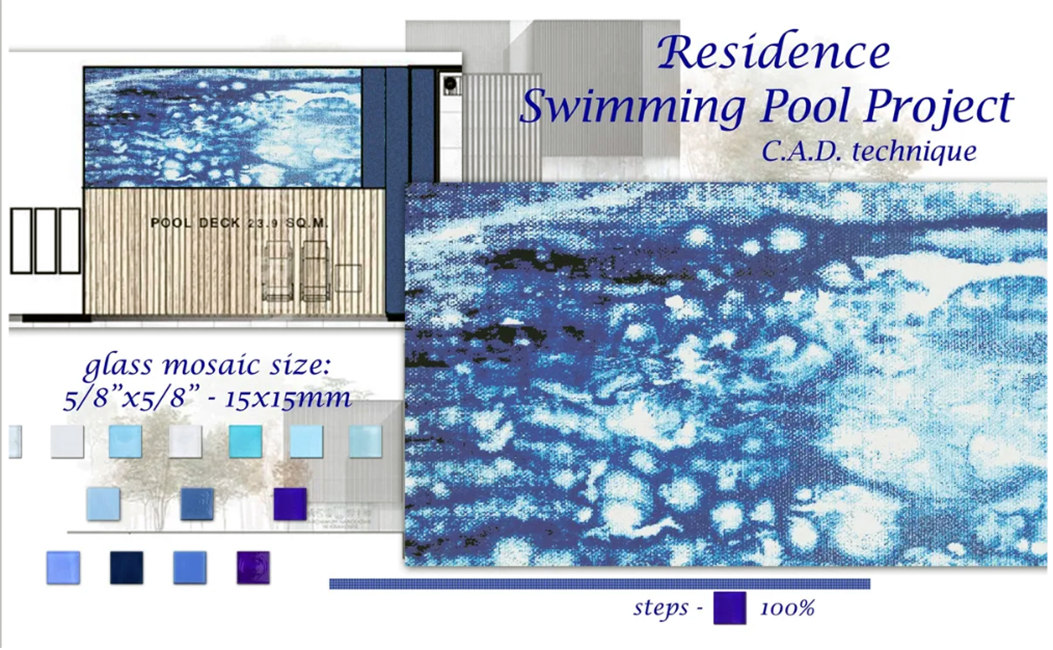 Residence
Swimming Pool Project
C.A.D. technique
POOL DECK 23.9 SQ.M.
glass mosaic size:
5/8”x5/8” - 15x15mm
steps - 100%